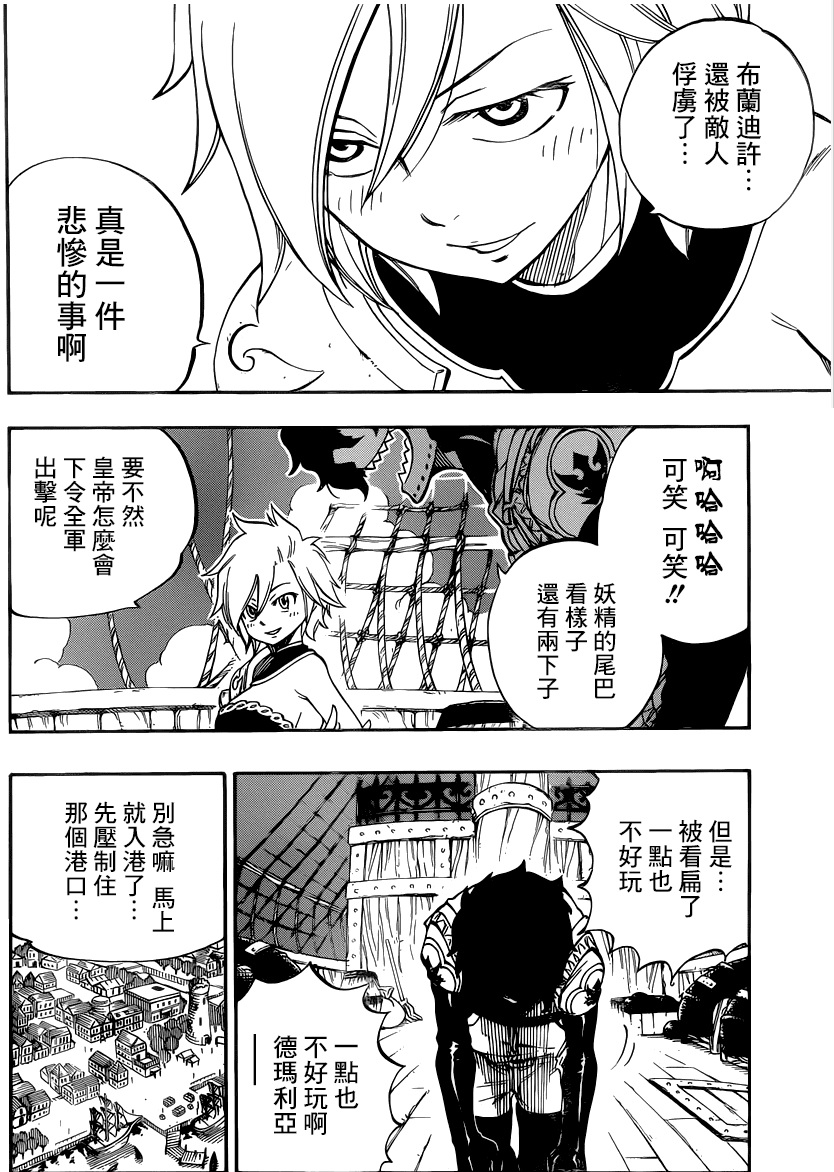 布蘭迪許…
還被敵人
俘虜了…
真是一件
悲慘的事啊
啊哈哈哈哈
可笑 可笑!!
妖精的尾巴
看樣子
還有兩下子
要不然
皇帝怎麼會
下令全軍
出擊呢
但是…
被看扁了
一點也
不好玩
一點也
不好玩啊
德瑪利亞——
別急嘛 馬上
就入港了…
先壓制住
那個港口…